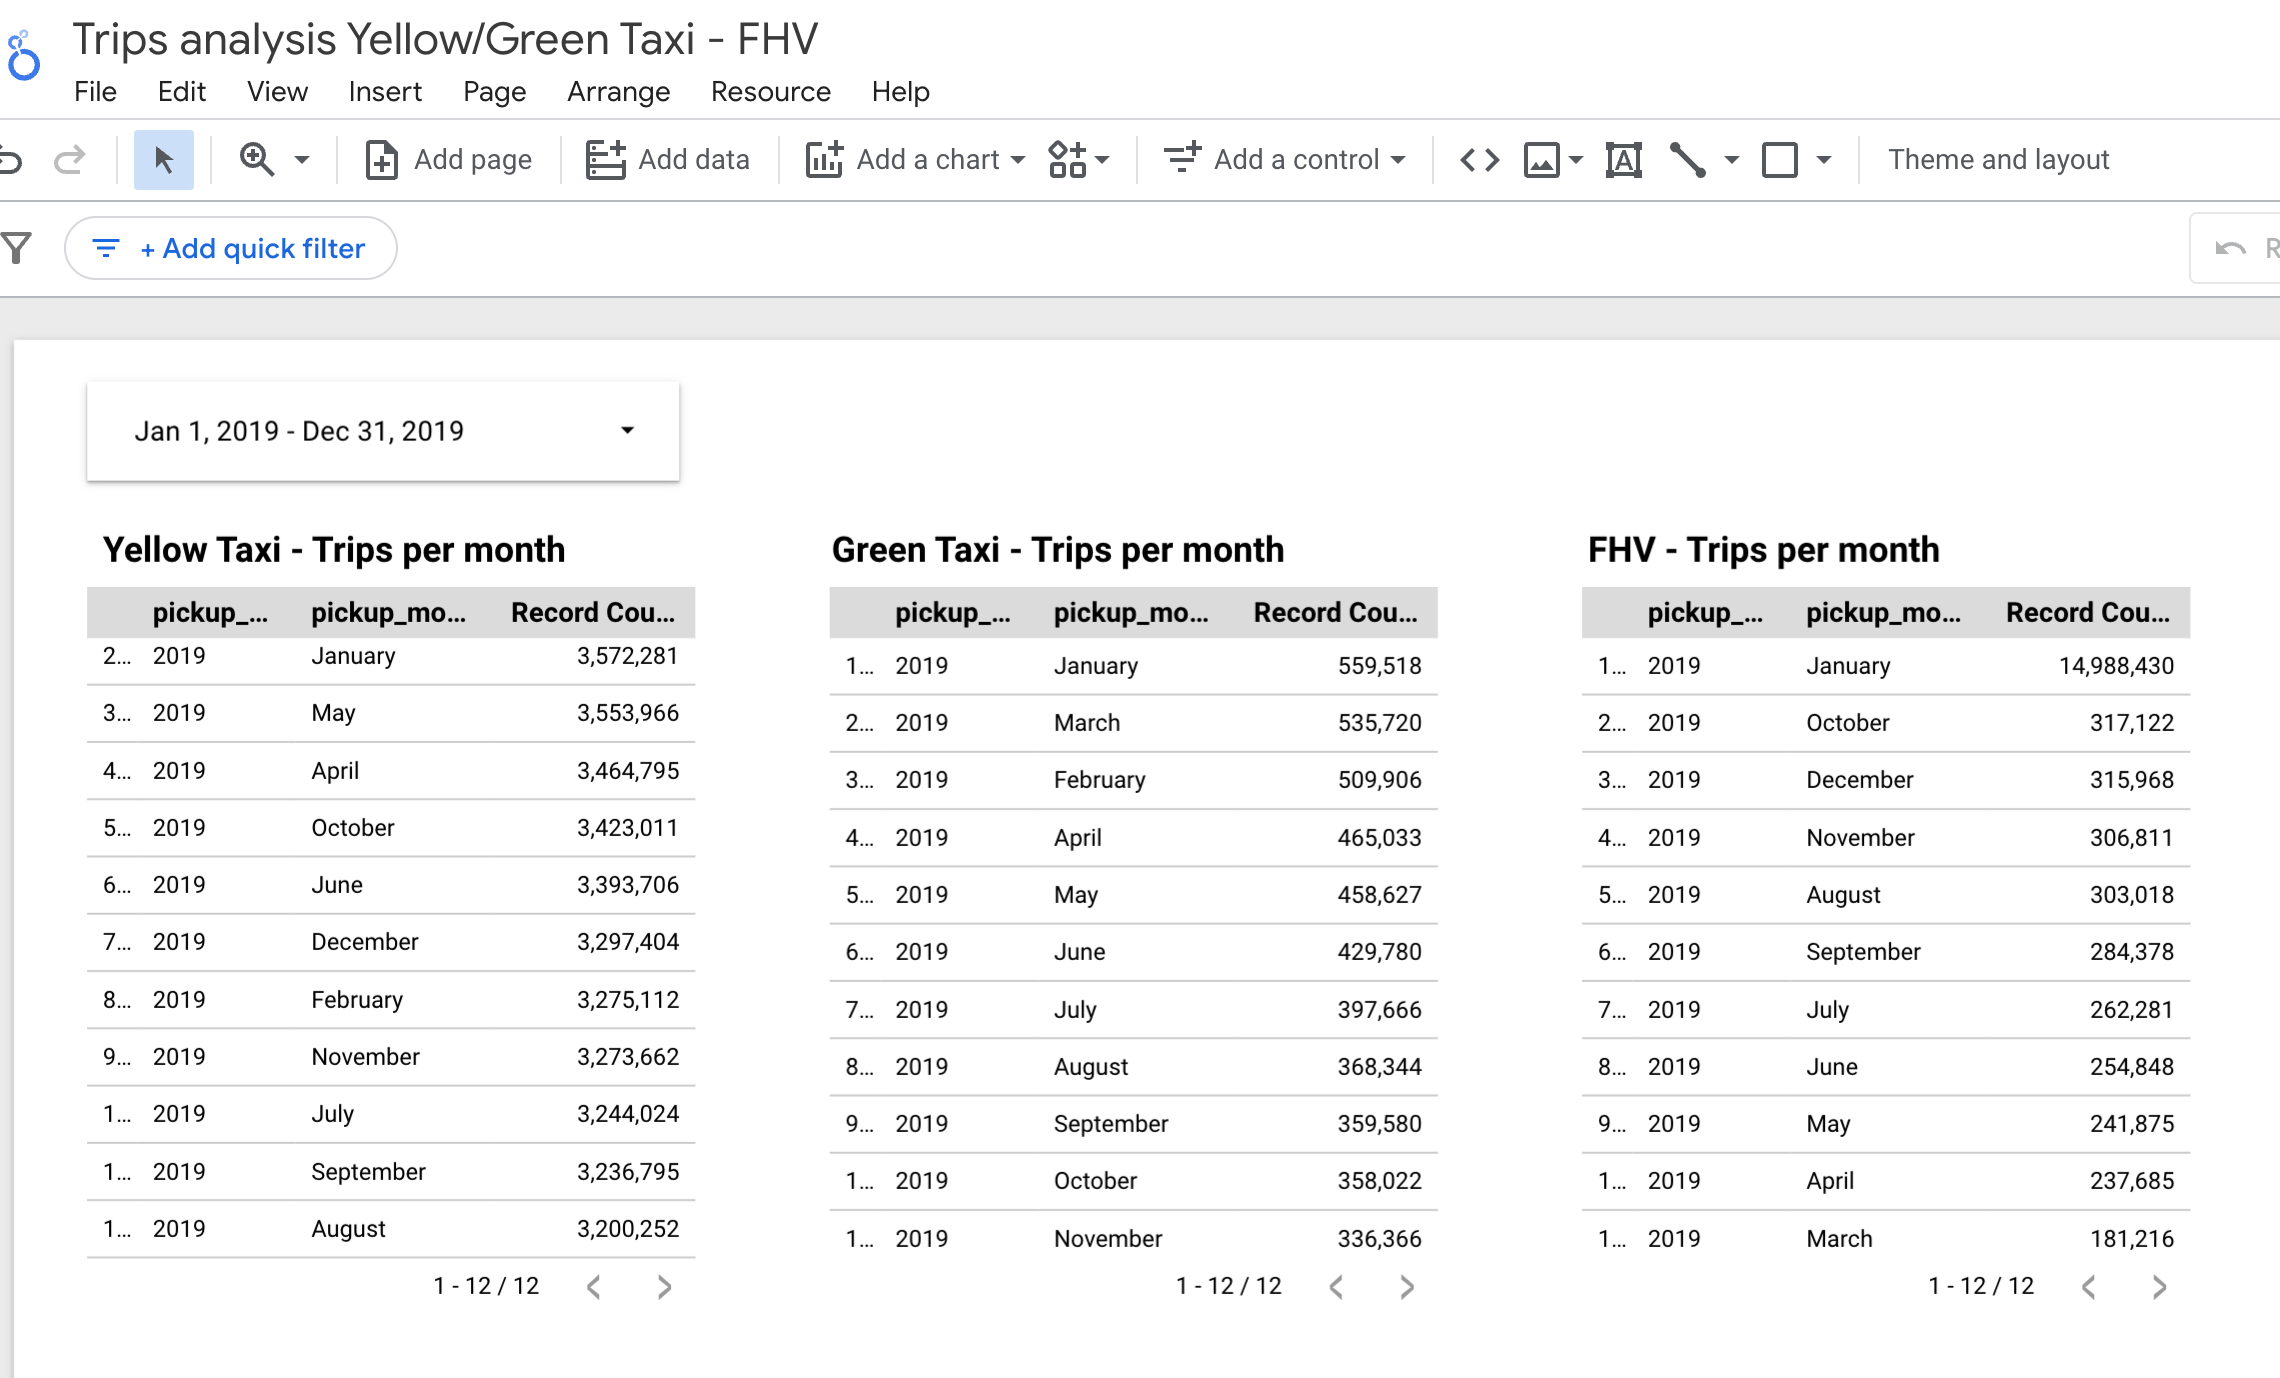 Trips analysis Yellow/Green Taxi - FHV
File Edit View Insert Page Arrange Resource Help
Add page Add data Add a chart Add a control Theme and layout
+ Add quick filter R
Jan 1, 2019 - Dec 31, 2019
Yellow Taxi - Trips per month
pickup_... pickup_mo... Record Cou...
2... 2019 January 3,572,281
3... 2019 May 3,553,966
4... 2019 April 3,464,795
5... 2019 October 3,423,011
6... 2019 June 3,393,706
7... 2019 December 3,297,404
8... 2019 February 3,275,112
9... 2019 November 3,273,662
1... 2019 July 3,244,024
1... 2019 September 3,236,795
1... 2019 August 3,200,252
1 - 12 / 12
Green Taxi - Trips per month
pickup_... pickup_mo... Record Cou...
1... 2019 January 559,518
2... 2019 March 535,720
3... 2019 February 509,906
4... 2019 April 465,033
5... 2019 May 458,627
6... 2019 June 429,780
7... 2019 July 397,666
8... 2019 August 368,344
9... 2019 September 359,580
1... 2019 October 358,022
1... 2019 November 336,366
1 - 12 / 12
FHV - Trips per month
pickup_... pickup_mo... Record Cou...
1... 2019 January 14,988,430
2... 2019 October 317,122
3... 2019 December 315,968
4... 2019 November 306,811
5... 2019 August 303,018
6... 2019 September 284,378
7... 2019 July 262,281
8... 2019 June 254,848
9... 2019 May 241,875
1... 2019 April 237,685
1... 2019 March 181,216
1 - 12 / 12